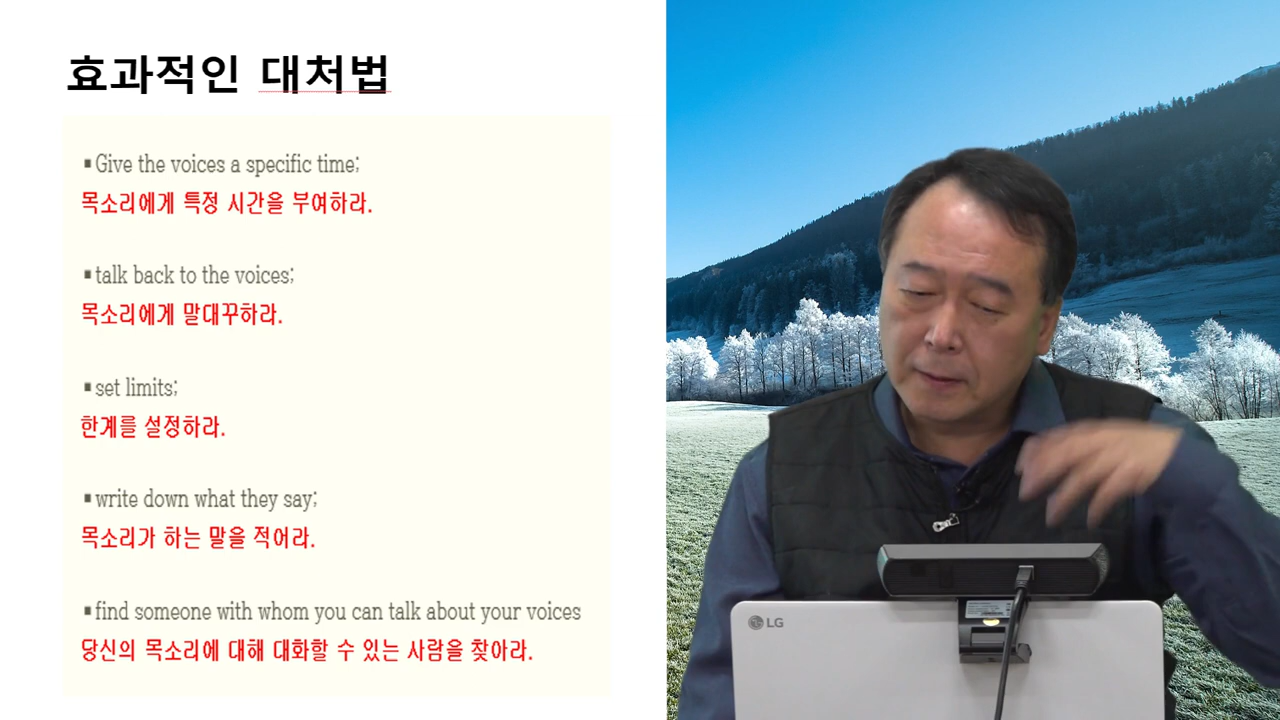 효과적인 대처법
▪Give the voices a specific time;
목소리에게 특정 시간을 부여하라.
▪talk back to the voices;
목소리에게 말대꾸하라.
▪set limits;
한계를 설정하라.
▪write down what they say;
목소리가 하는 말을 적어라.
▪find someone with whom you can talk about your voices
당신의 목소리에 대해 대화할 수 있는 사람을 찾아라.
LG